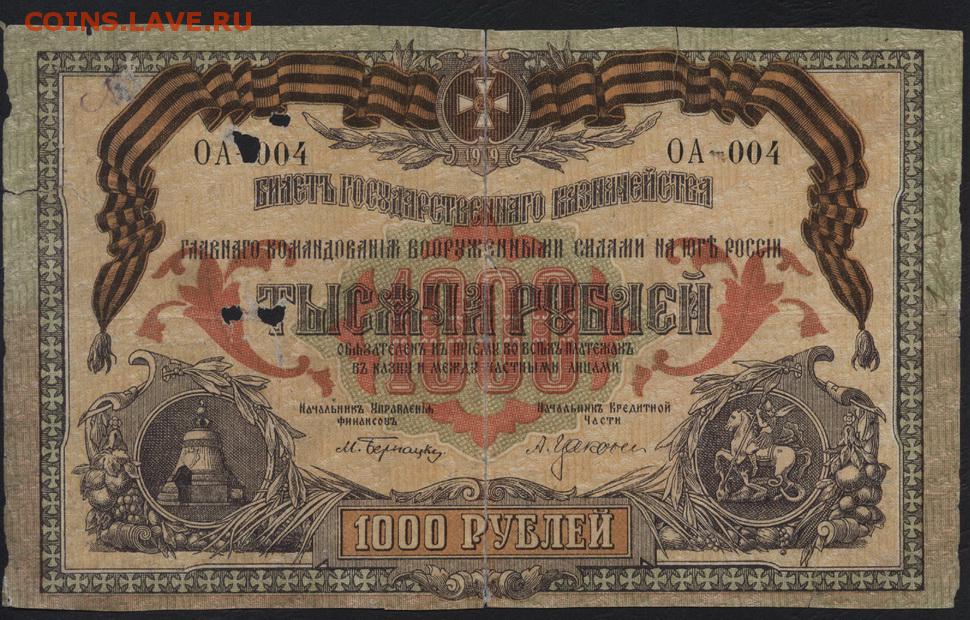 COINS.LAVE.RU
1919
ОА-004 ОА-004
БИЛЕТЪ ГОСУДАРСТВЕННАГО КАЗНАЧЕЙСТВА
ГЛАВНАГО КОМАНДОВАНІЯ ВООРУЖЕННЫМИ СИЛАМИ НА ЮГѢ РОССІИ
1000
ТЫСЯЧА РУБЛЕЙ
ОБЯЗАТЕЛЕНЪ КЪ ПРІЕМУ ВО ВСѢХЪ ПЛАТЕЖАХЪ
ВЪ КАЗНУ И МЕЖДУ ЧАСТНЫМИ ЛИЦАМИ.
1000
НАЧАЛЬНИКЪ УПРАВЛЕНІЯ НАЧАЛЬНИКЪ КРЕДИТНОЙ
ФИНАНСОВЪ ЧАСТИ
М. Бернацкій
1000 РУБЛЕЙ